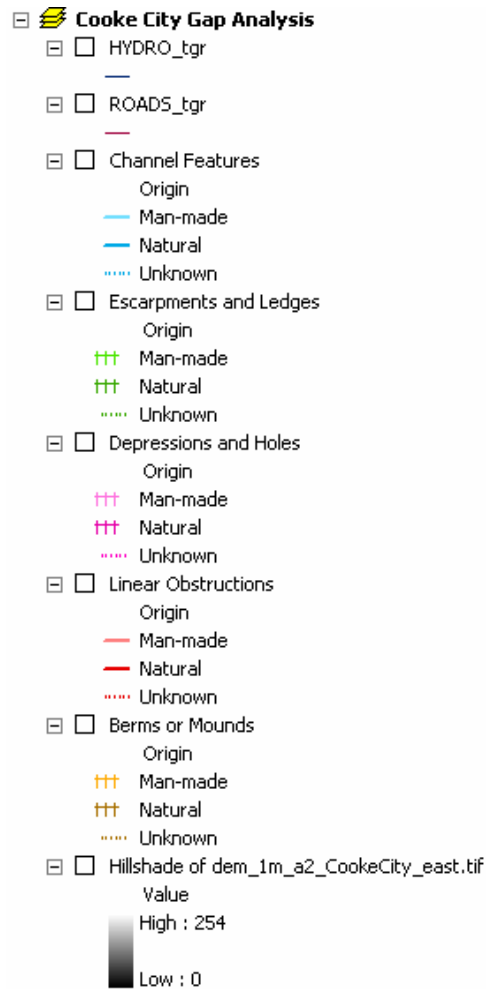 Cooke City Gap Analysis
HYDRO_tgr
ROADS_tgr
Channel Features
Origin
Man-made
Natural
Unknown
Escarpments and Ledges
Origin
Man-made
Natural
Unknown
Depressions and Holes
Origin
Man-made
Natural
Unknown
Linear Obstructions
Origin
Man-made
Natural
Unknown
Berms or Mounds
Origin
Man-made
Natural
Unknown
Hillshade of dem_1m_a2_CookeCity_east.tif
Value
High : 254
Low : 0